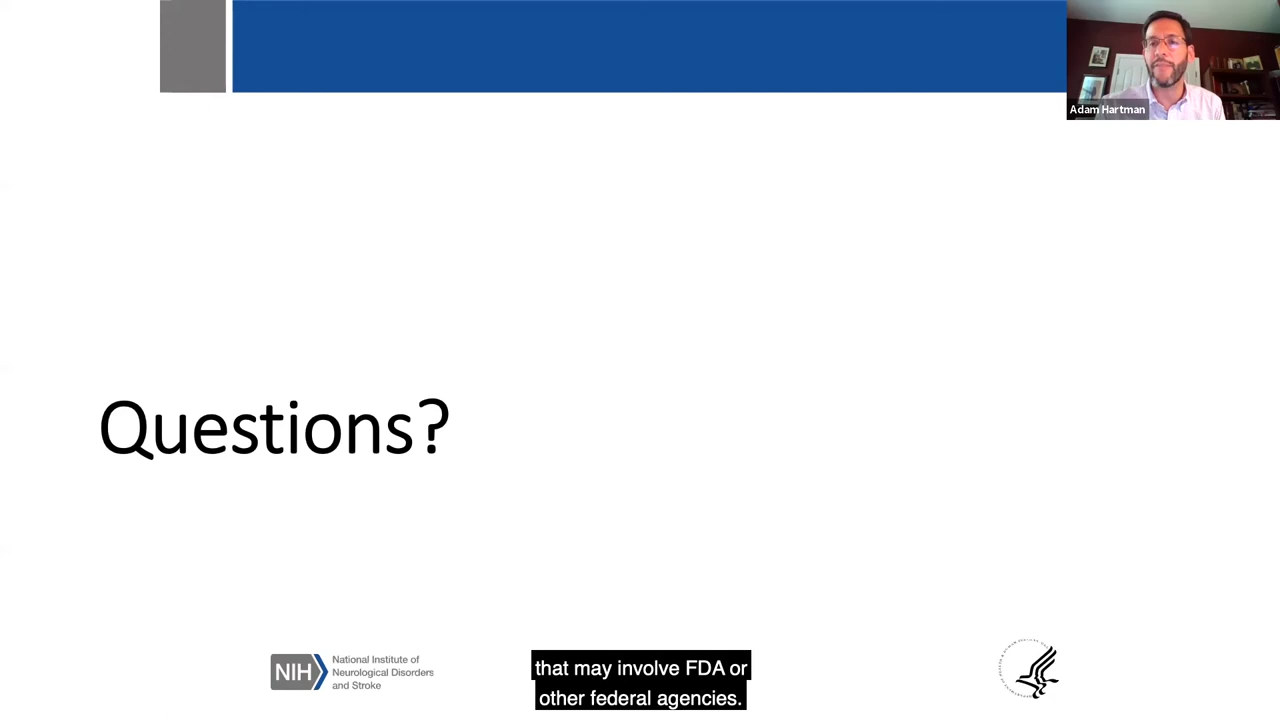 Adam Hartman
Questions?
NIH
National Institute of
Neurological Disorders
and Stroke
that may involve FDA or
other federal agencies.